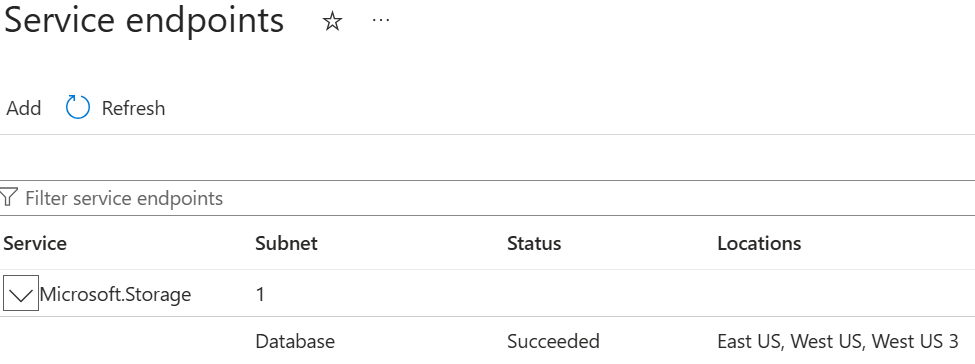 Service endpoints ☆ ...
Add Refresh
Filter service endpoints
Service Subnet Status Locations
Microsoft.Storage 1
Database Succeeded East US, West US, West US 3